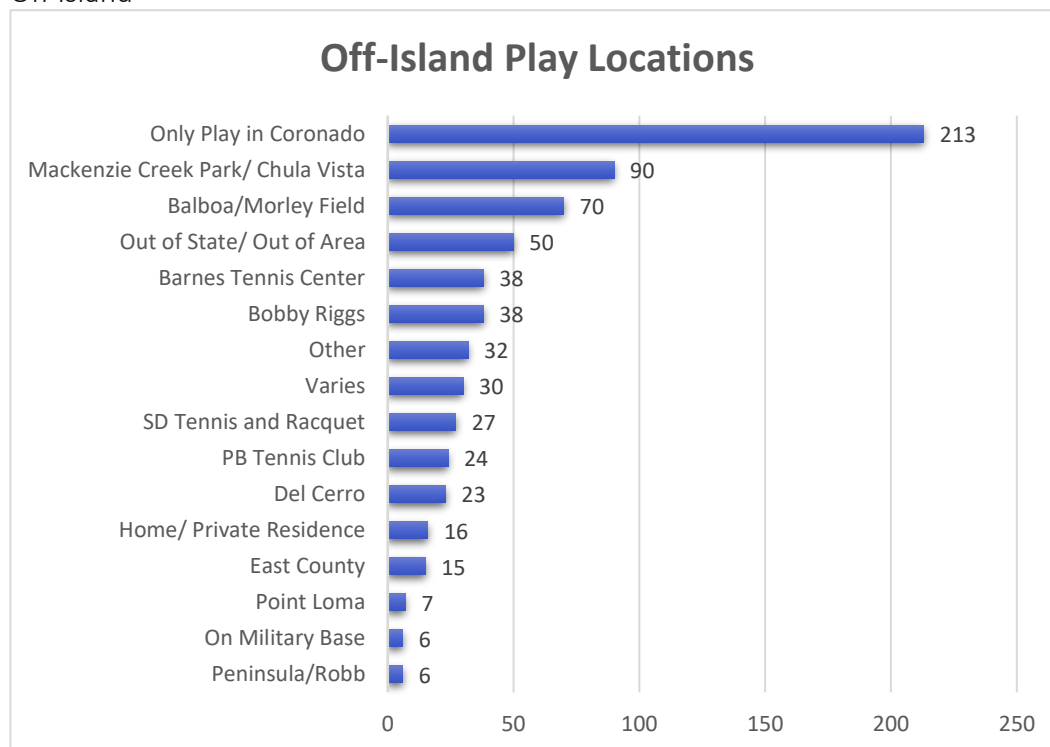 Off-Island
Off-Island Play Locations
Only Play in Coronado 213
Mackenzie Creek Park/ Chula Vista 90
Balboa/Morley Field 70
Out of State/ Out of Area 50
Barnes Tennis Center 38
Bobby Riggs 38
Other 32
Varies 30
SD Tennis and Racquet 27
PB Tennis Club 24
Del Cerro 23
Home/ Private Residence 16
East County 15
Point Loma 7
On Military Base 6
Peninsula/Robb 6
0 50 100 150 200 250